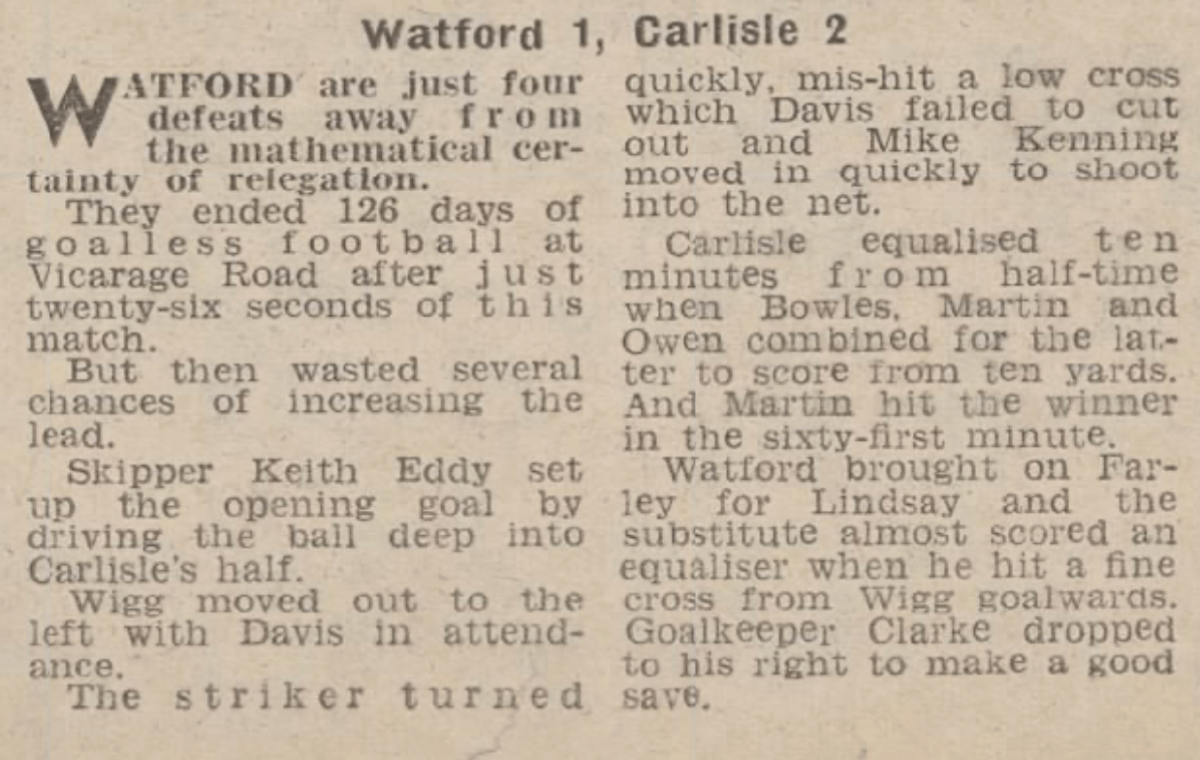 Watford 1, Carlisle 2
WATFORD are just four
defeats away from
the mathematical cer-
tainty of relegation.
They ended 126 days of
goalless football at
Vicarage Road after just
twenty-six seconds of this
match.
But then wasted several
chances of increasing the
lead.
Skipper Keith Eddy set
up the opening goal by
driving the ball deep into
Carlisle's half.
Wigg moved out to the
left with Davis in attend-
ance.
The striker turned
quickly, mis-hit a low cross
which Davis failed to cut
out and Mike Kenning
moved in quickly to shoot
into the net.
Carlisle equalised ten
minutes from half-time
when Bowles, Martin and
Owen combined for the lat-
ter to score from ten yards.
And Martin hit the winner
in the sixty-first minute.
Watford brought on Far-
ley for Lindsay and the
substitute almost scored an
equaliser when he hit a fine
cross from Wigg goalwards.
Goalkeeper Clarke dropped
to his right to make a good
save.